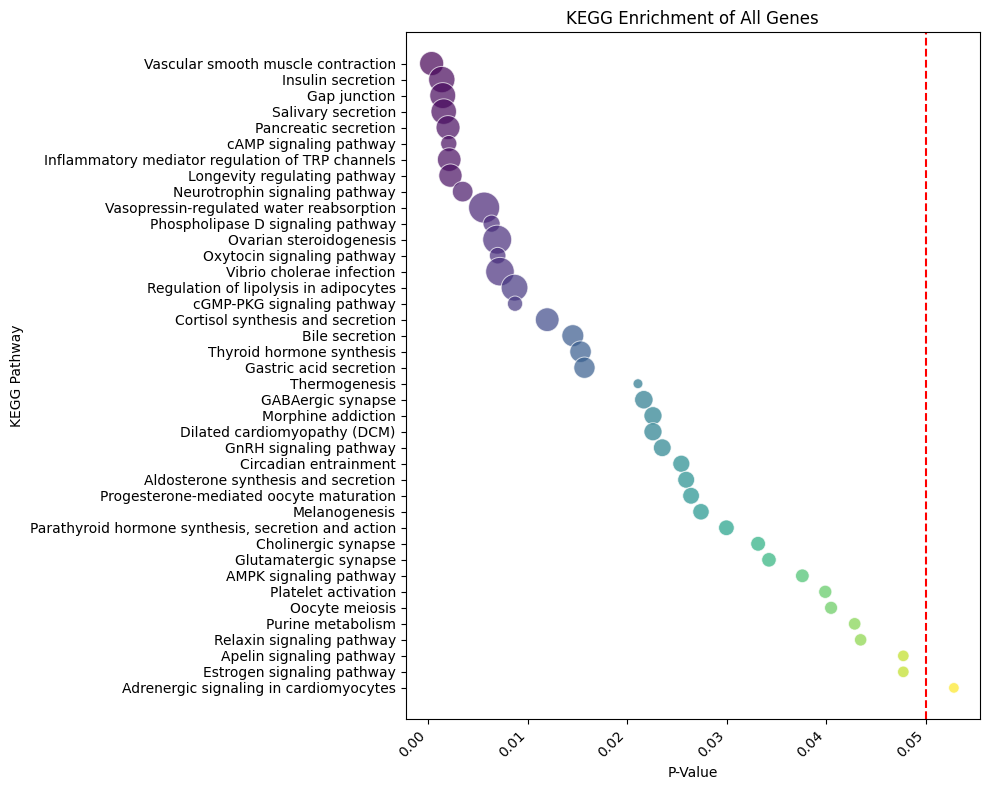 KEGG Enrichment of All Genes
KEGG Pathway
Vascular smooth muscle contraction
Insulin secretion
Gap junction
Salivary secretion
Pancreatic secretion
cAMP signaling pathway
Inflammatory mediator regulation of TRP channels
Longevity regulating pathway
Neurotrophin signaling pathway
Vasopressin-regulated water reabsorption
Phospholipase D signaling pathway
Ovarian steroidogenesis
Oxytocin signaling pathway
Vibrio cholerae infection
Regulation of lipolysis in adipocytes
cGMP-PKG signaling pathway
Cortisol synthesis and secretion
Bile secretion
Thyroid hormone synthesis
Gastric acid secretion
Thermogenesis
GABAergic synapse
Morphine addiction
Dilated cardiomyopathy (DCM)
GnRH signaling pathway
Circadian entrainment
Aldosterone synthesis and secretion
Progesterone-mediated oocyte maturation
Melanogenesis
Parathyroid hormone synthesis, secretion and action
Cholinergic synapse
Glutamatergic synapse
AMPK signaling pathway
Platelet activation
Oocyte meiosis
Purine metabolism
Relaxin signaling pathway
Apelin signaling pathway
Estrogen signaling pathway
Adrenergic signaling in cardiomyocytes
0.00 0.01 0.02 0.03 0.04 0.05
P-Value